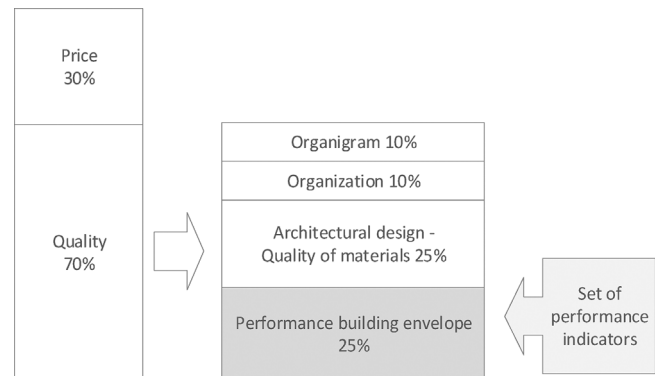 Price
30%
Quality
70%
Organigram 10%
Organization 10%
Architectural design -
Quality of materials 25%
Performance building envelope
25%
Set of
performance
indicators